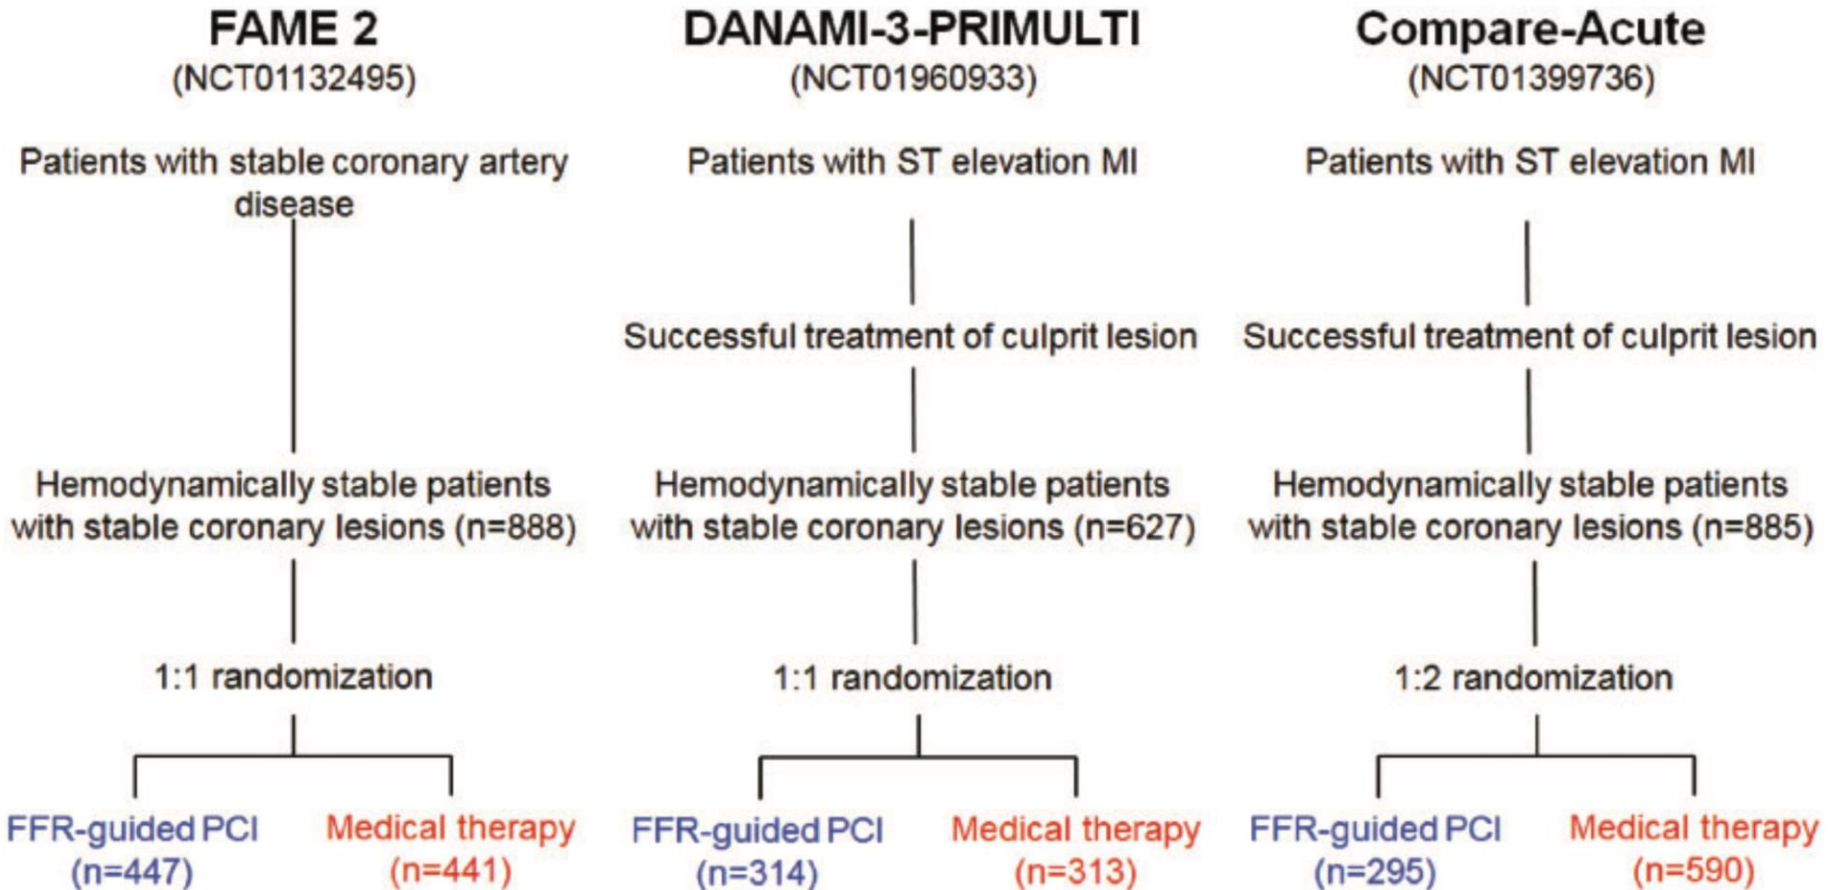 FAME 2
(NCT01132495)
Patients with stable coronary artery
disease
Hemodynamically stable patients
with stable coronary lesions (n=888)
1:1 randomization
FFR-guided PCI
(n=447)
Medical therapy
(n=441)
DANAMI-3-PRIMULTI
(NCT01960933)
Patients with ST elevation MI
Successful treatment of culprit lesion
Hemodynamically stable patients
with stable coronary lesions (n=627)
1:1 randomization
FFR-guided PCI
(n=314)
Medical therapy
(n=313)
Compare-Acute
(NCT01399736)
Patients with ST elevation MI
Successful treatment of culprit lesion
Hemodynamically stable patients
with stable coronary lesions (n=885)
1:2 randomization
FFR-guided PCI
(n=295)
Medical therapy
(n=590)